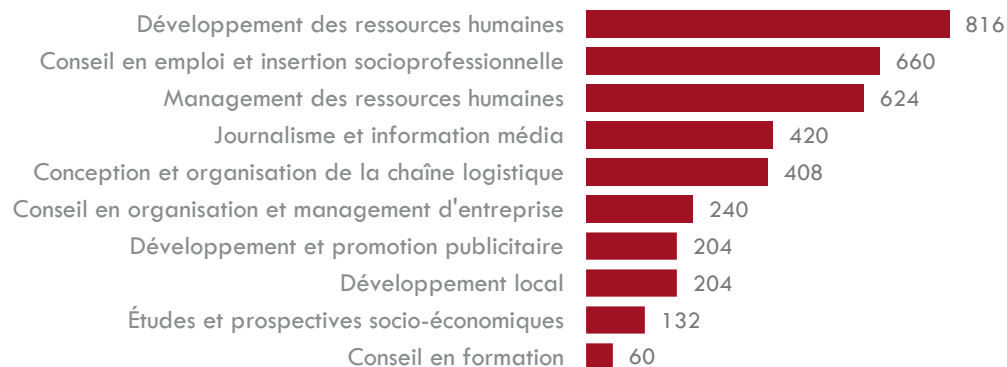 Développement des ressources humaines 816
Conseil en emploi et insertion socioprofessionnelle 660
Management des ressources humaines 624
Journalisme et information média 420
Conception et organisation de la chaîne logistique 408
Conseil en organisation et management d'entreprise 240
Développement et promotion publicitaire 204
Développement local 204
Études et prospectives socio-économiques 132
Conseil en formation 60